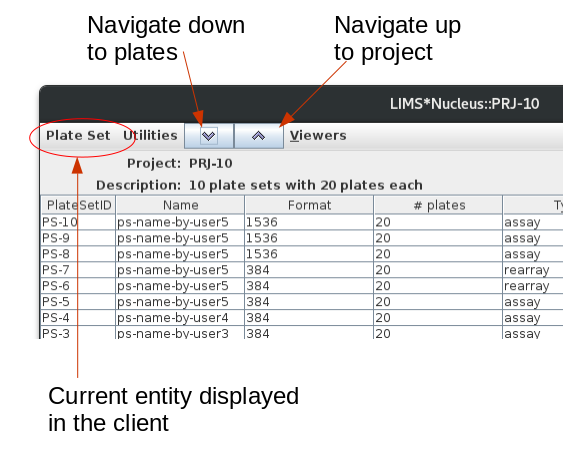 Navigate down
to plates
Navigate up
to project
LIMS*Nucleus::PRJ-10
Plate Set Utilities Viewers
Project: PRJ-10
Description: 10 plate sets with 20 plates each
PlateSetID Name Format # plates Ty
PS-10 ps-name-by-user5 1536 20 assay
PS-9 ps-name-by-user5 1536 20 assay
PS-8 ps-name-by-user5 1536 20 assay
PS-7 ps-name-by-user5 384 20 rearray
PS-6 ps-name-by-user5 384 20 rearray
PS-5 ps-name-by-user5 384 20 assay
PS-4 ps-name-by-user4 384 20 assay
PS-3 ps-name-by-user3 384 20 assay
Current entity displayed
in the client